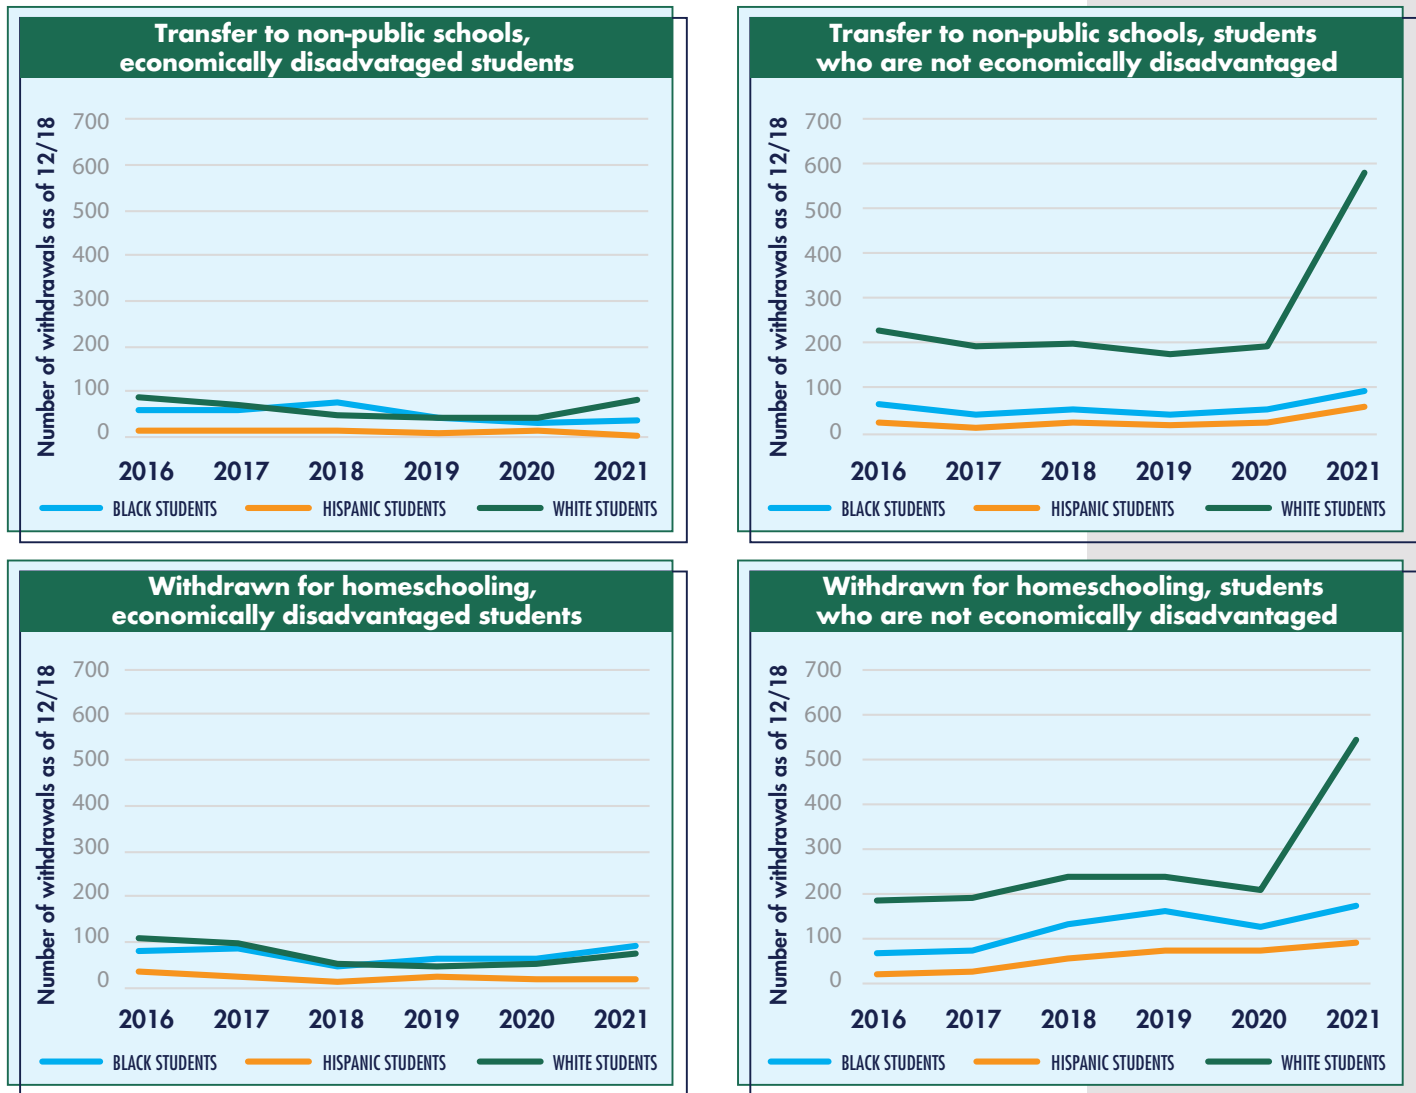 Transfer to non-public schools,
economically disadvataged students
Number of withdrawals as of 12/18
700
600
500
400
300
200
100
0
2016 2017 2018 2019 2020 2021
BLACK STUDENTS HISPANIC STUDENTS WHITE STUDENTS
Transfer to non-public schools, students
who are not economically disadvantaged
Number of withdrawals as of 12/18
700
600
500
400
300
200
100
0
2016 2017 2018 2019 2020 2021
BLACK STUDENTS HISPANIC STUDENTS WHITE STUDENTS
Withdrawn for homeschooling,
economically disadvantaged students
Number of withdrawals as of 12/18
700
600
500
400
300
200
100
0
2016 2017 2018 2019 2020 2021
BLACK STUDENTS HISPANIC STUDENTS WHITE STUDENTS
Withdrawn for homeschooling, students
who are not economically disadvantaged
Number of withdrawals as of 12/18
700
600
500
400
300
200
100
0
2016 2017 2018 2019 2020 2021
BLACK STUDENTS HISPANIC STUDENTS WHITE STUDENTS